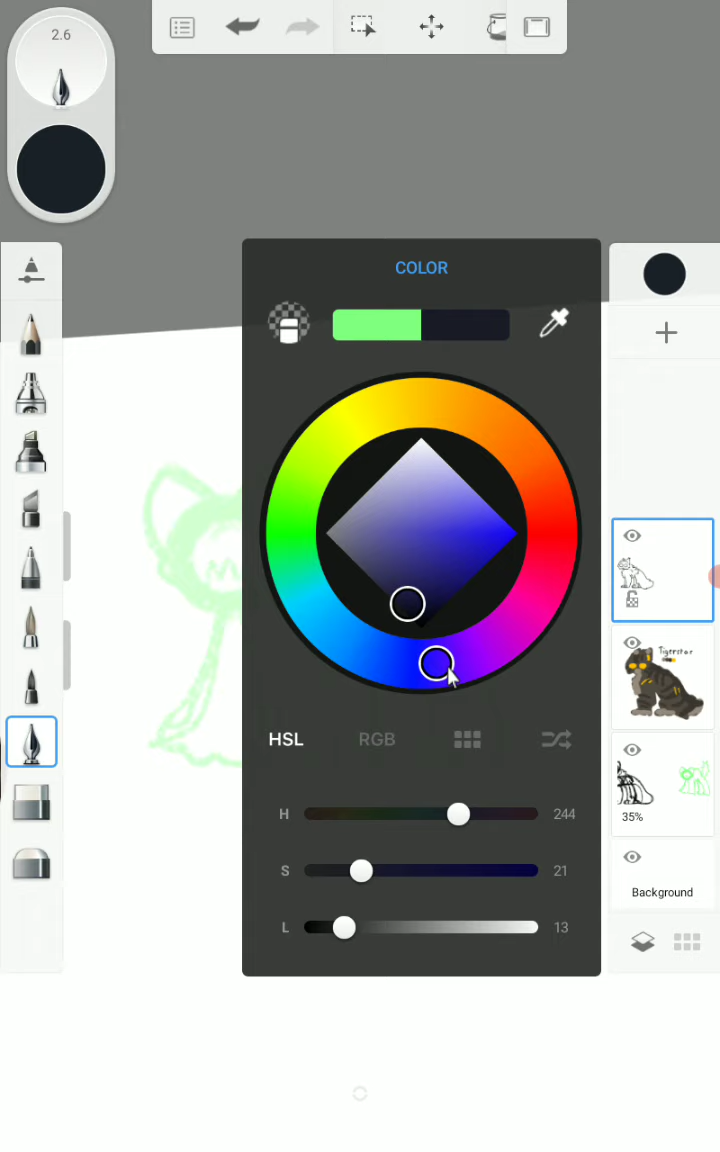 2.6
COLOR
HSL
RGB
H
244
S
21
L
13
Tigerstar
35%
Background